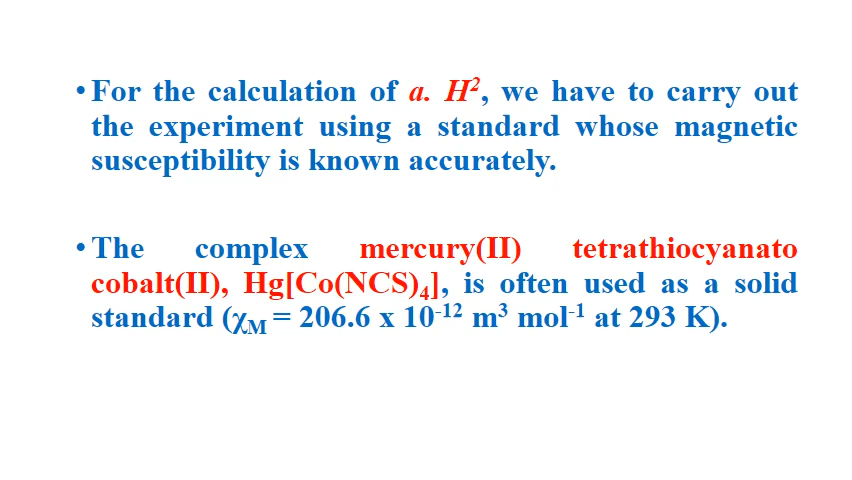 • For the calculation of a. H², we have to carry out
the experiment using a standard whose magnetic
susceptibility is known accurately.
• The complex mercury(II) tetrathiocyanato
cobalt(II), Hg[Co(NCS)₄], is often used as a solid
standard (χ_M = 206.6 x 10⁻¹² m³ mol⁻¹ at 293 K).